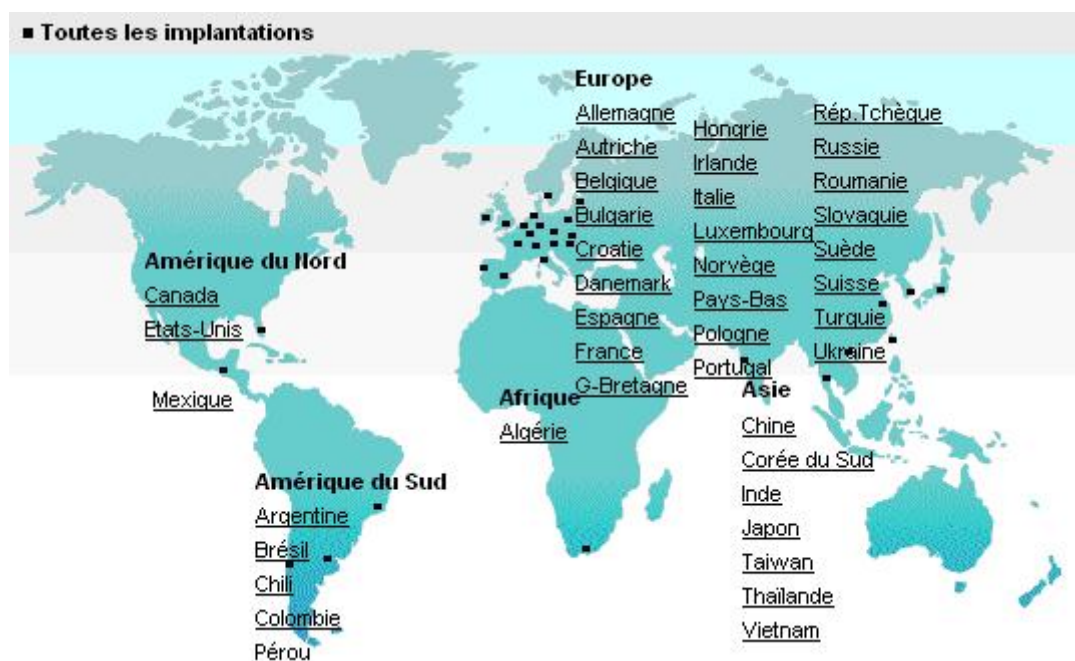 Toutes les implantations
Europe
Allemagne
Autriche
Belgique
Bulgarie
Croatie
Danemark
Espagne
France
G-Bretagne
Hongrie
Irlande
Italie
Luxembourg
Norvège
Pays-Bas
Pologne
Portugal
Rép.Tchèque
Russie
Roumanie
Slovaquie
Suède
Suisse
Turquie
Ukraine
Amérique du Nord
Canada
Etats-Unis
Mexique
Afrique
Algérie
Amérique du Sud
Argentine
Brésil
Chili
Colombie
Pérou
Asie
Chine
Corée du Sud
Inde
Japon
Taiwan
Thaïlande
Vietnam